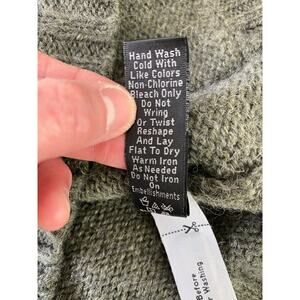 Hand Wash
Cold With
Like Colors
Non-Chlorine
Bleach Only
Do Not
Wring
Or Twist
Reshape
And Lay
Flat To Dry
Warm Iron
As Needed
Do Not Iron
On
Embellishments
Before
Washing